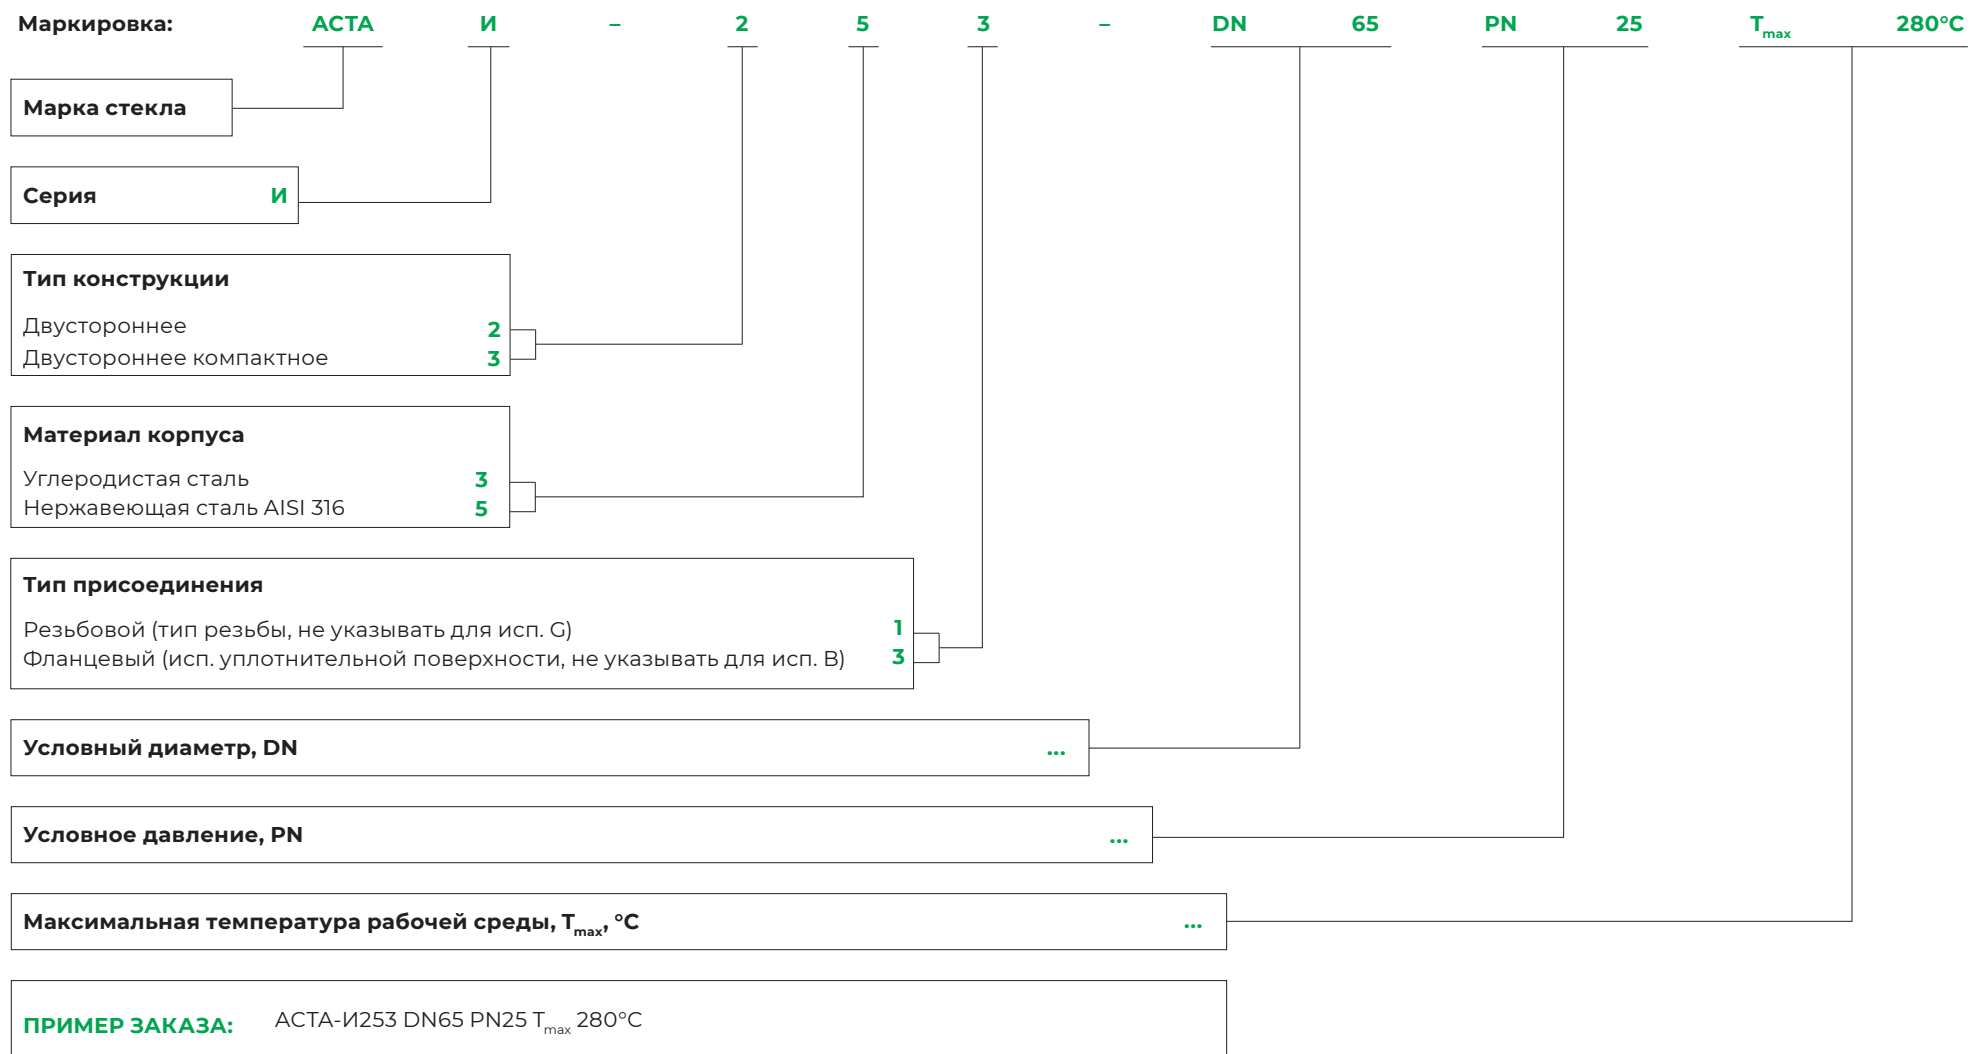 Маркировка: АСТА И – 2 5 3 – DN 65 PN 25 Tmax 280°C
Марка стекла
Серия И
Тип конструкции
Двустороннее 2
Двустороннее компактное 3
Материал корпуса
Углеродистая сталь 3
Нержавеющая сталь AISI 316 5
Тип присоединения
Резьбовой (тип резьбы, не указывать для исп. G) 1
Фланцевый (исп. уплотнительной поверхности, не указывать для исп. В) 3
Условный диаметр, DN ...
Условное давление, PN ...
Максимальная температура рабочей среды, Tmax, °C ...
ПРИМЕР ЗАКАЗА: АСТА-И253 DN65 PN25 Tmax 280°C